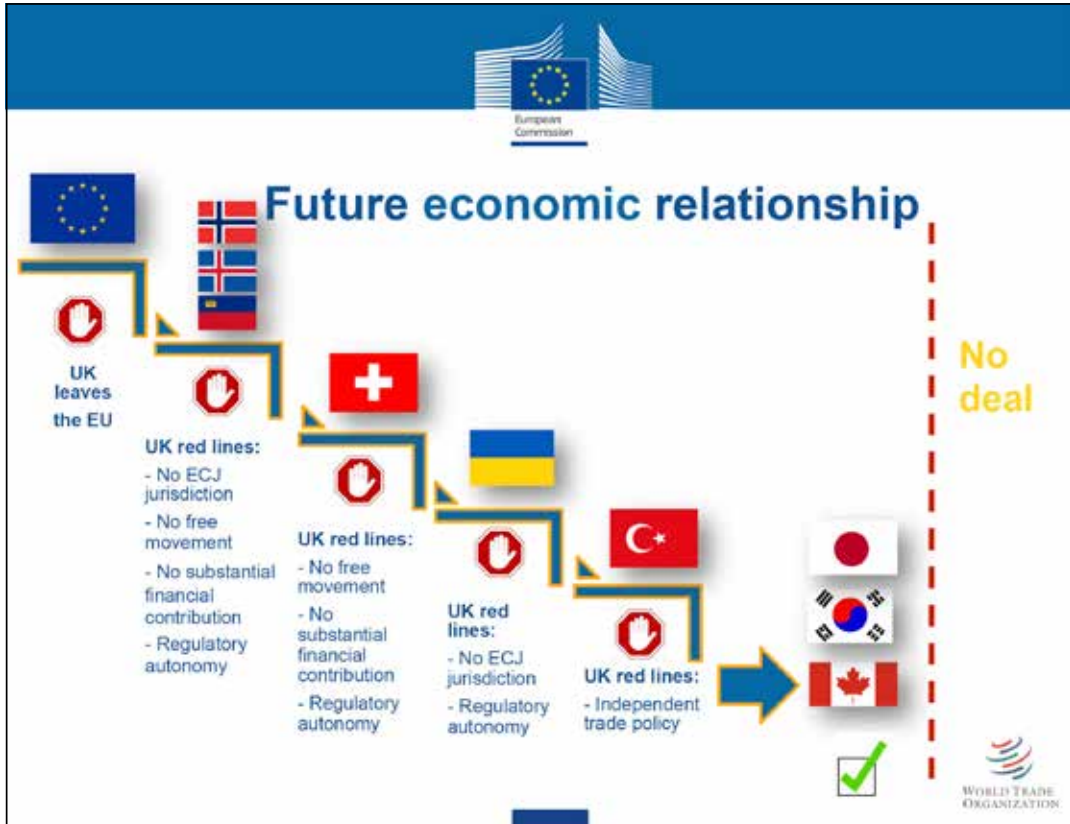 European
Commission
Future economic relationship
UK
leaves
the EU
UK red lines:
- No ECJ
jurisdiction
- No free
movement
- No substantial
financial
contribution
- Regulatory
autonomy
UK red lines:
- No free
movement
- No
substantial
financial
contribution
- Regulatory
autonomy
UK red
lines:
- No ECJ
jurisdiction
- Regulatory
autonomy
UK red lines:
- Independent
trade policy
No
deal
WORLD TRADE
ORGANIZATION